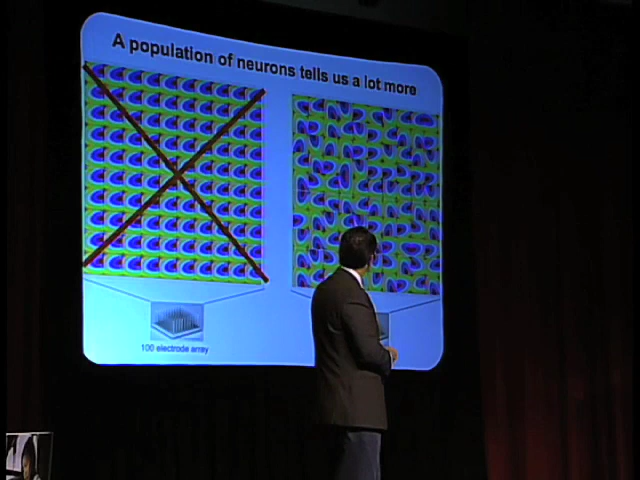 A population of neurons tells us a lot more
100 electrode array